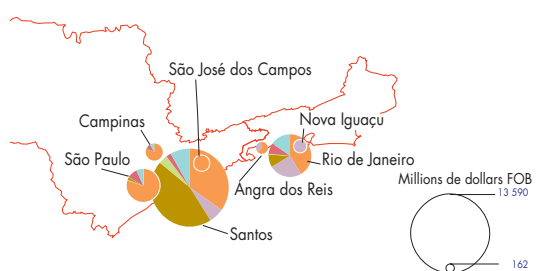 São José dos Campos
Campinas
Nova Iguaçu
São Paulo
Rio de Janeiro
Angra dos Reis
Santos
Millions de dollars FOB
13 590
162